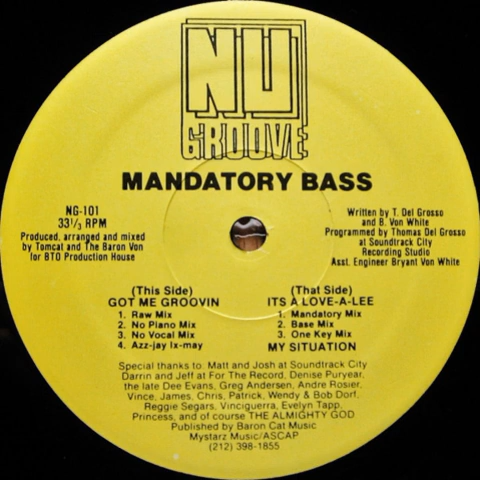 NU
GROOVE
MANDATORY BASS
NG-101
33⅓ RPM
Produced, arranged and mixed
by Tomcat and The Baron Von
for BTO Production House
Written by T. Del Grosso
and B. Von White
Programmed by Thomas Del Grosso
at Soundtrack City
Recording Studio
Asst. Engineer Bryant Von White
(This Side)
GOT ME GROOVIN
1. Raw Mix
2. No Piano Mix
3. No Vocal Mix
4. Azz-jay Ix-may
(That Side)
ITS A LOVE-A-LEE
1. Mandatory Mix
2. Base Mix
3. One Key Mix
MY SITUATION
Special thanks to: Matt and Josh at Soundtrack City
Darrin and Jeff at For The Record, Denise Puryear,
the late Dee Evans, Greg Andersen, Andre Rosier,
Vince, James, Chris, Patrick, Wendy & Bob Dorf,
Reggie Segars, Vinciguerra, Evelyn Tapp,
Princess, and of course THE ALMIGHTY GOD
Published by Baron Cat Music
Mystarz Music/ASCAP
(212) 398-1855